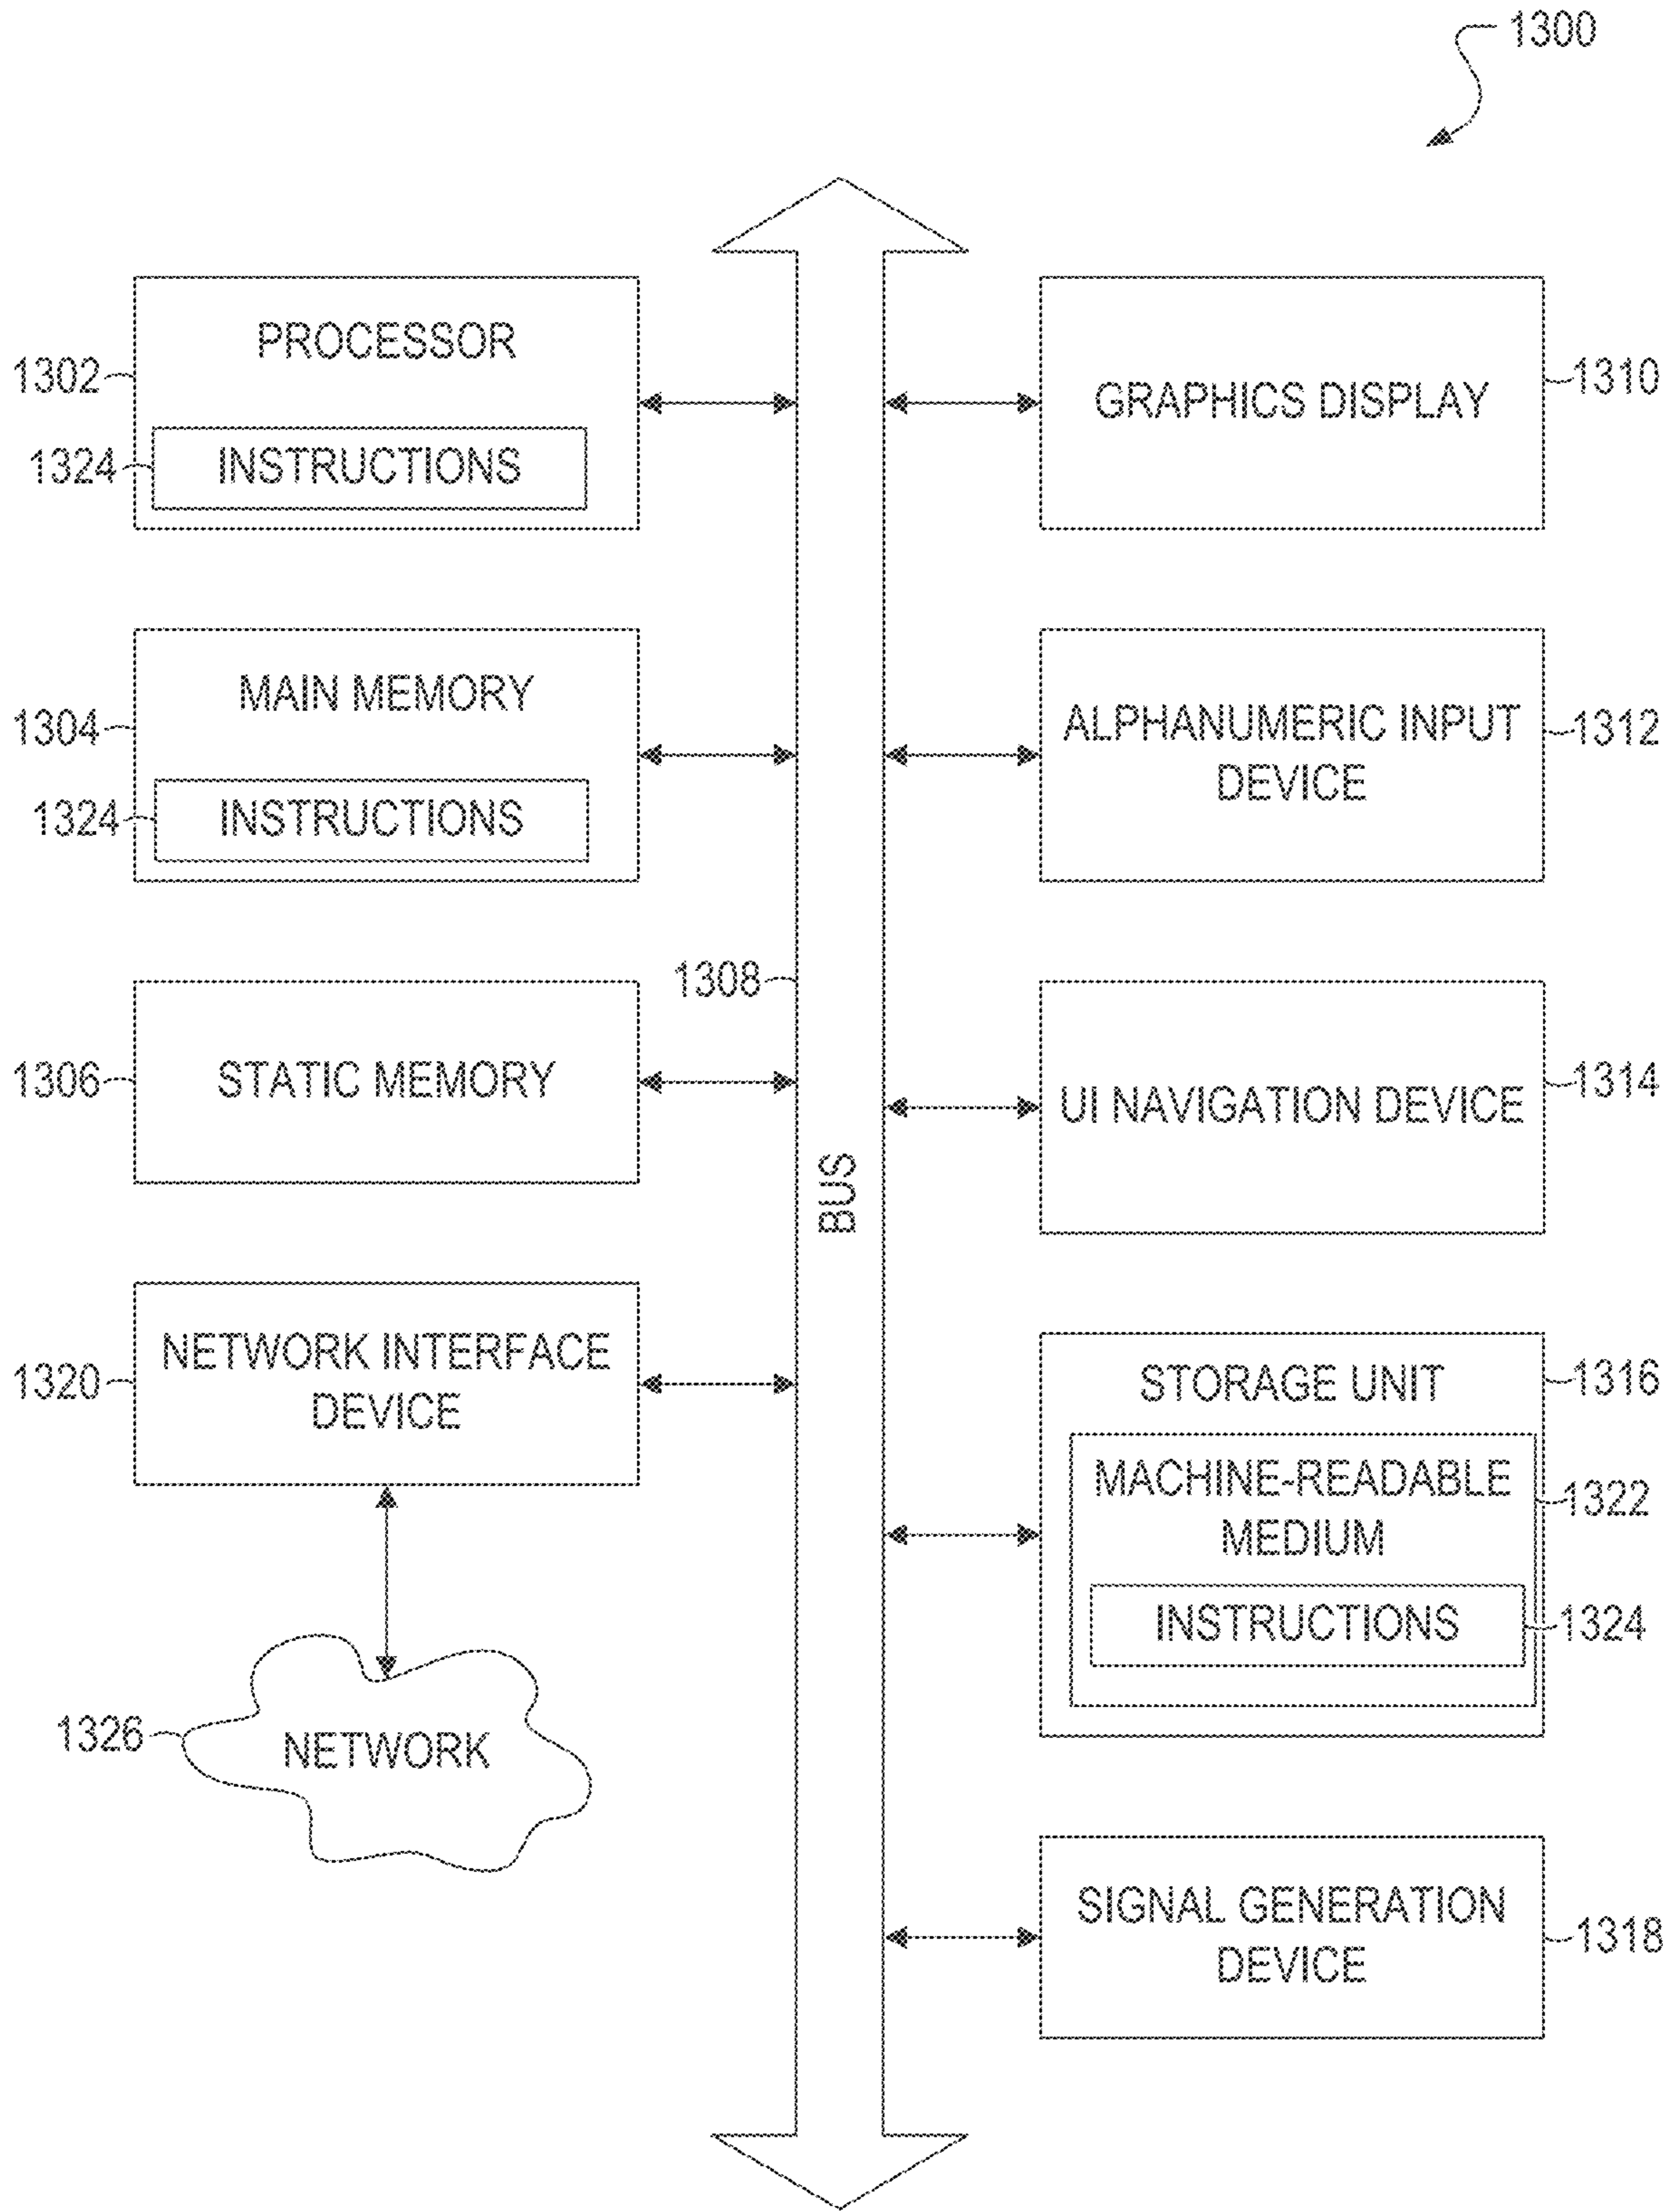 1300
PROCESSOR
1302
1324
INSTRUCTIONS
MAIN MEMORY
1304
1324
INSTRUCTIONS
1308
STATIC MEMORY
1306
BUS
NETWORK INTERFACE
DEVICE
1320
NETWORK
1326
GRAPHICS DISPLAY
1310
ALPHANUMERIC INPUT
DEVICE
1312
UI NAVIGATION DEVICE
1314
STORAGE UNIT
1316
MACHINE-READABLE
MEDIUM
1322
INSTRUCTIONS
1324
SIGNAL GENERATION
DEVICE
1318